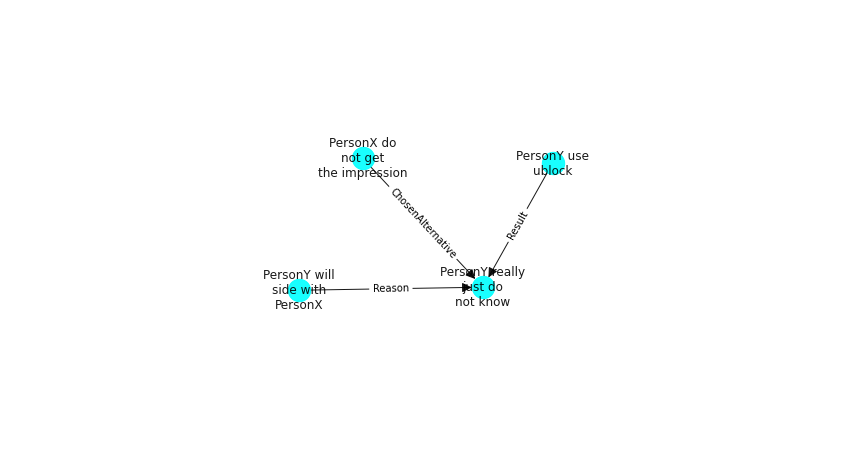 PersonX do
not get
the impression
PersonY use
ublock
ChosenAlternative
Result
PersonY will
side with
PersonX
Reason
PersonY really
just do
not know